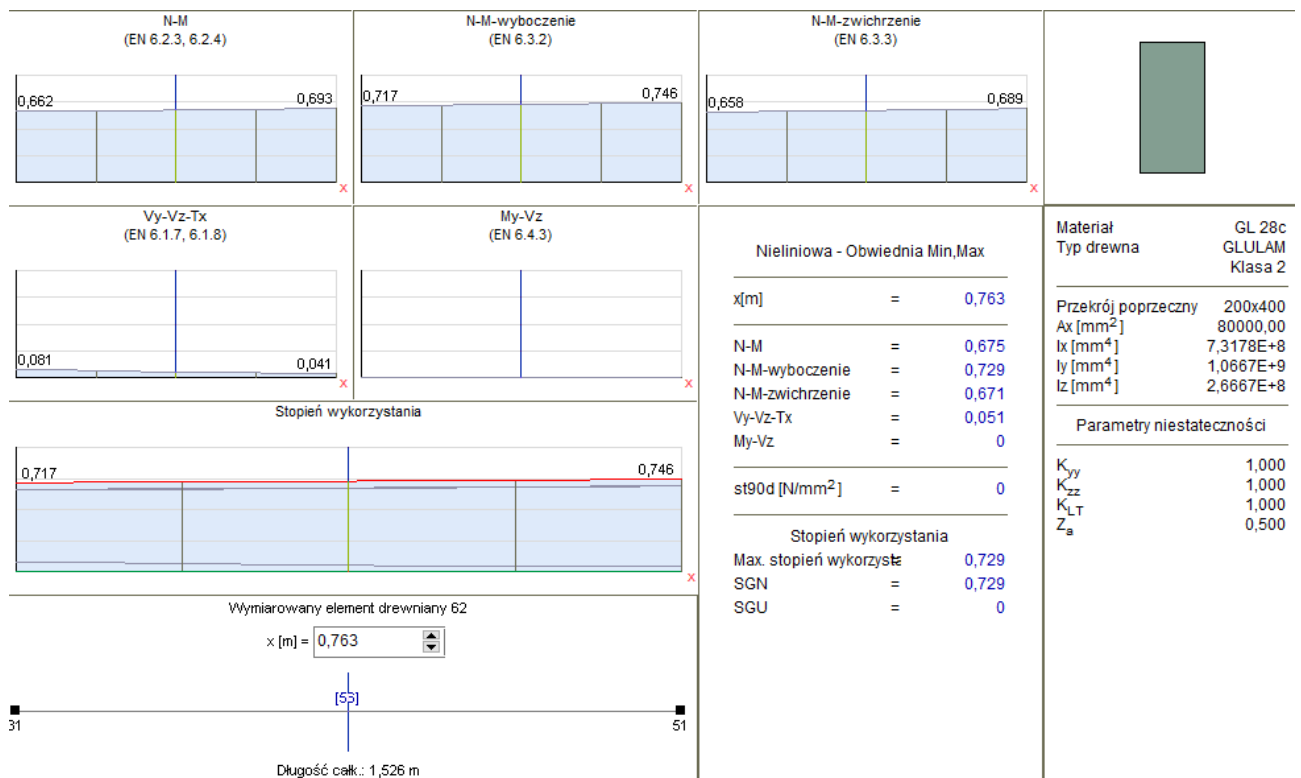 N-M
(EN 6.2.3, 6.2.4)
0,662
0,693
x
N-M-wyboczenie
(EN 6.3.2)
0,717
0,746
x
N-M-zwichrzenie
(EN 6.3.3)
0,658
0,689
x
Vy-Vz-Tx
(EN 6.1.7, 6.1.8)
0,081
0,041
x
My-Vz
(EN 6.4.3)
x
Stopień wykorzystania
0,717
0,746
x
Wymiarowany element drewniany 62
x [m] = 0,763
[56]
31
51
Długość całk.: 1,526 m
Nieliniowa - Obwiednia Min,Max
x[m] = 0,763
N-M = 0,675
N-M-wyboczenie = 0,729
N-M-zwichrzenie = 0,671
Vy-Vz-Tx = 0,051
My-Vz = 0
st90d [N/mm²] = 0
Stopień wykorzystania
Max. stopień wykorzyst = 0,729
SGN = 0,729
SGU = 0
Materiał GL 28c
Typ drewna GLULAM
Klasa 2
Przekrój poprzeczny 200x400
Ax [mm²] 80000,00
Ix [mm⁴] 7,3178E+8
Iy [mm⁴] 1,0667E+9
Iz [mm⁴] 2,6667E+8
Parametry niestateczności
Kyy 1,000
Kzz 1,000
KLT 1,000
Za 0,500